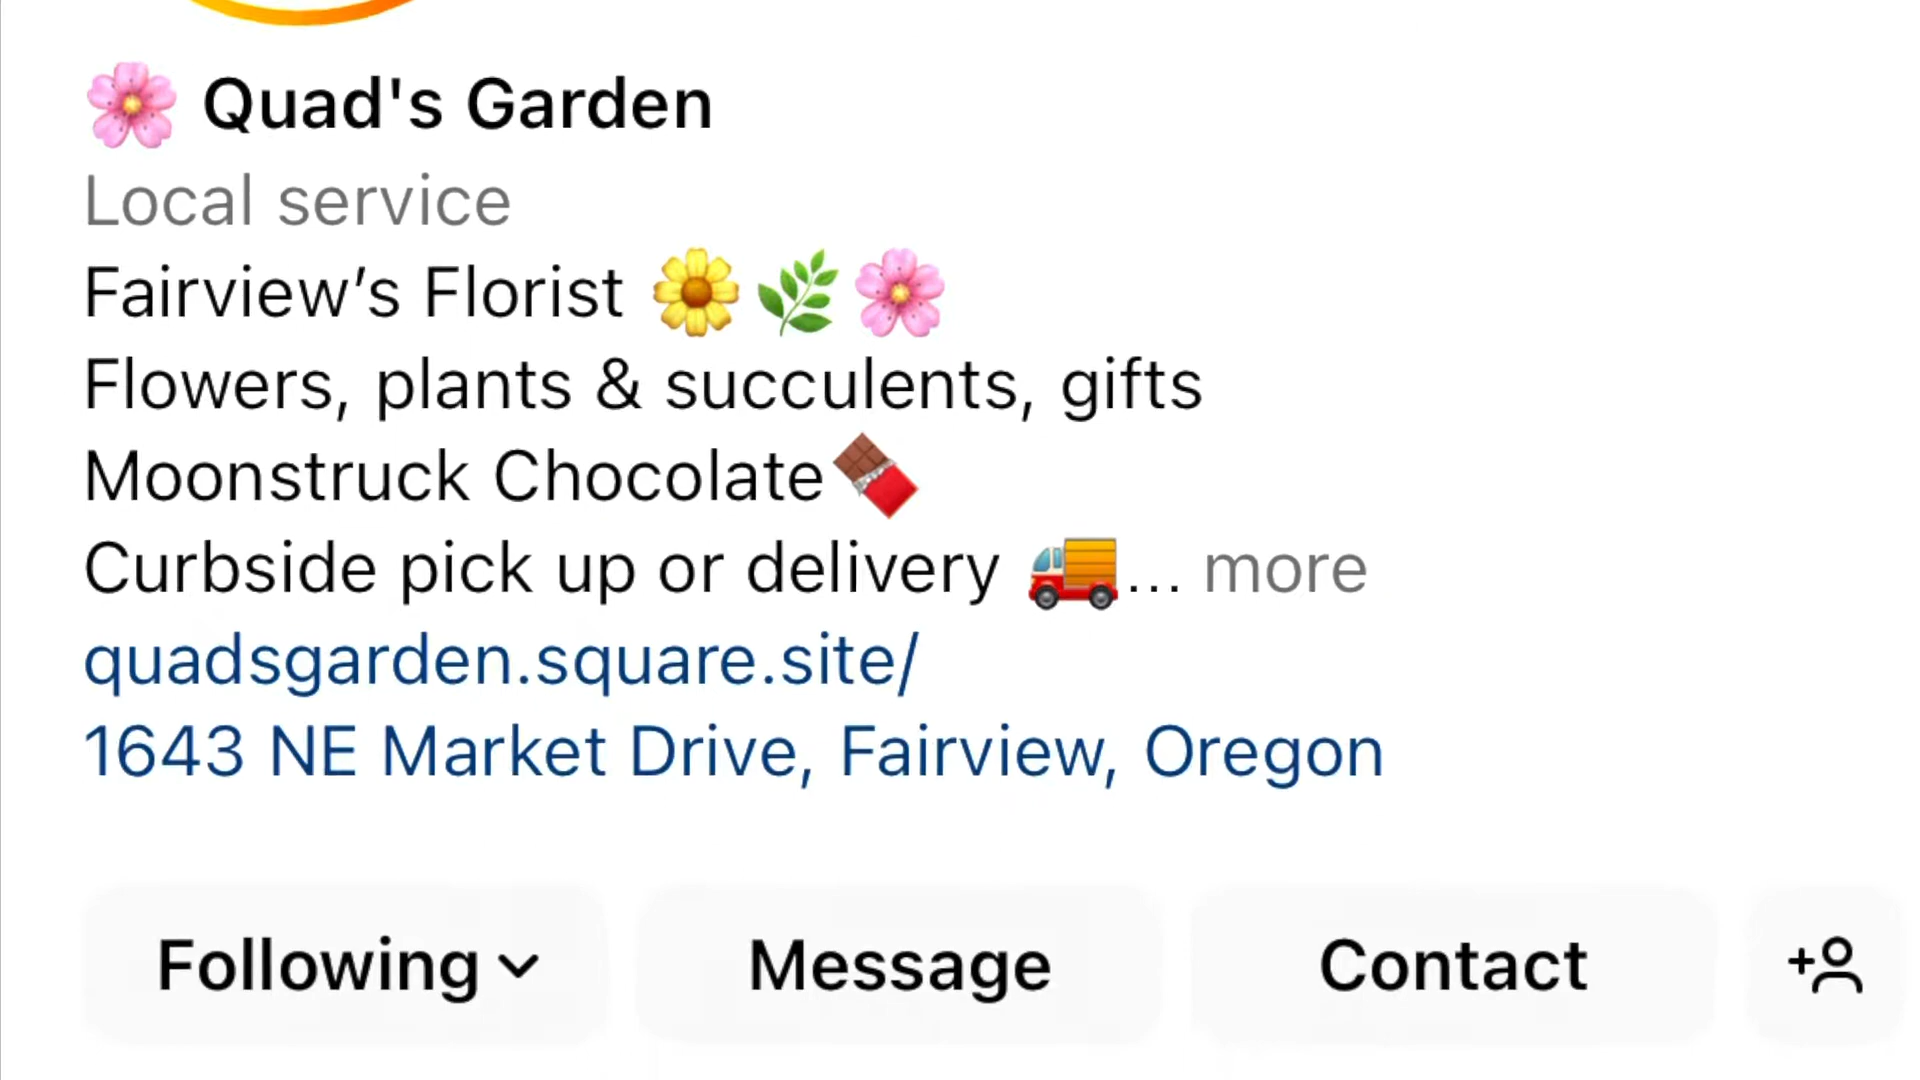 🌸 Quad's Garden
Local service
Fairview’s Florist 🌼🌿🌸
Flowers, plants & succulents, gifts
Moonstruck Chocolate🍫
Curbside pick up or delivery 🚚... more
quadsgarden.square.site/
1643 NE Market Drive, Fairview, Oregon
Following Message Contact